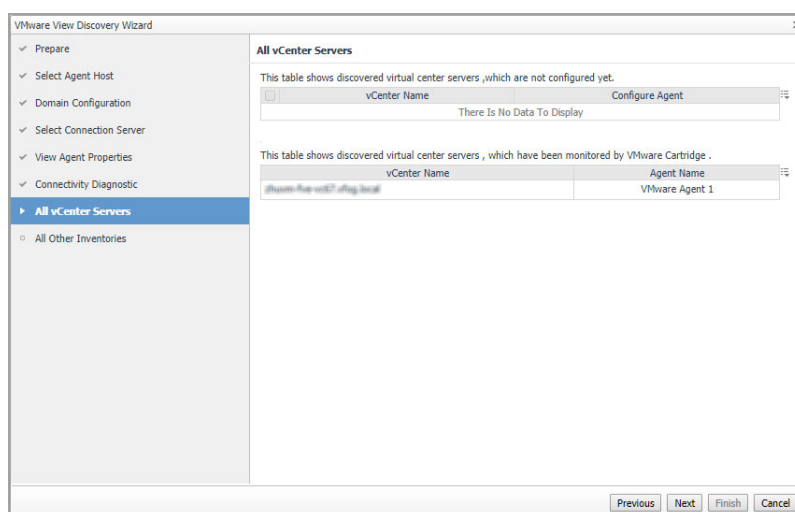 VMware View Discovery Wizard
Prepare
Select Agent Host
Domain Configuration
Select Connection Server
View Agent Properties
Connectivity Diagnostic
All vCenter Servers
All Other Inventories
All vCenter Servers
This table shows discovered virtual center servers ,which are not configured yet.
vCenter Name Configure Agent
There Is No Data To Display
This table shows discovered virtual center servers , which have been monitored by VMware Cartridge .
vCenter Name Agent Name
VMware Agent 1
Previous Next Finish Cancel